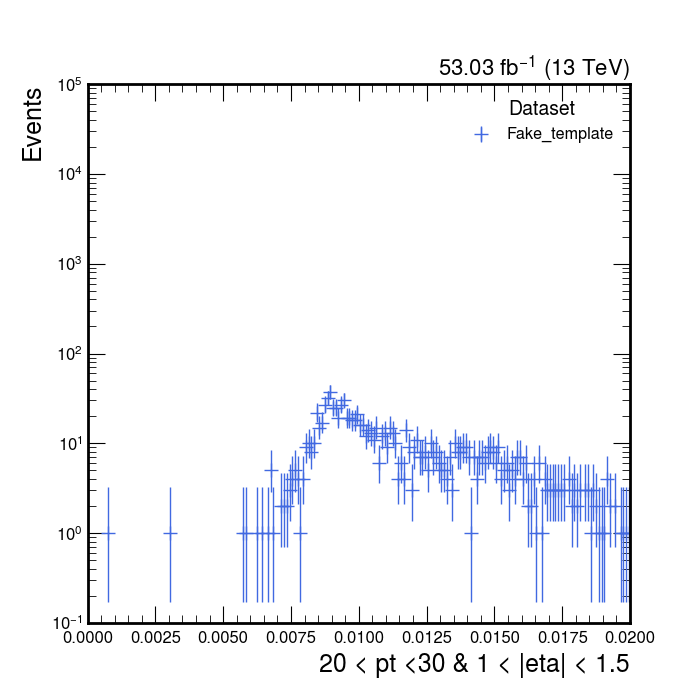 53.03 fb⁻¹ (13 TeV)
Events
Dataset
Fake_template
10⁵
10⁴
10³
10²
10¹
10⁰
10⁻¹
0.0000 0.0025 0.0050 0.0075 0.0100 0.0125 0.0150 0.0175 0.0200
20 < pt <30 & 1 < |eta| < 1.5